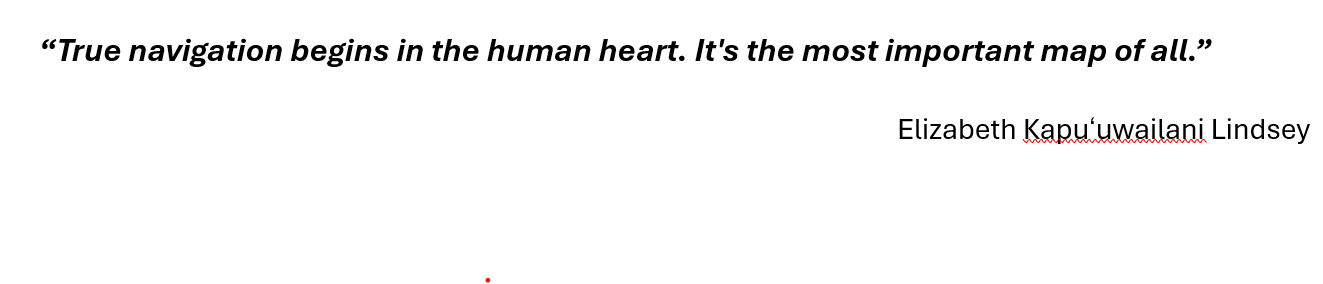 “True navigation begins in the human heart. It's the most important map of all.”
Elizabeth Kapuʻuwailani Lindsey